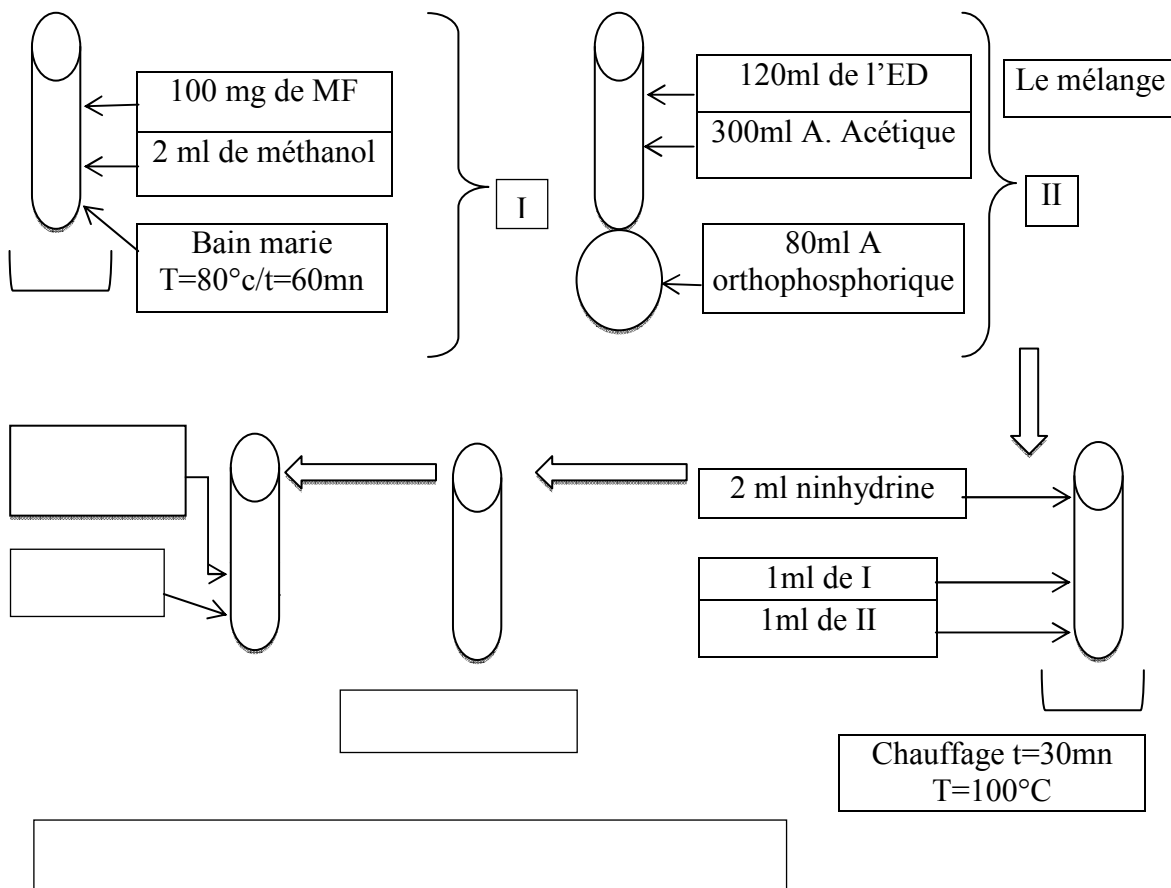 100 mg de MF
2 ml de méthanol
Bain marie
T=80°c/t=60mn
I
120ml de l’ED
300ml A. Acétique
80ml A
orthophosphorique
Le mélange
II
2 ml ninhydrine
1ml de I
1ml de II
Chauffage t=30mn
T=100°C